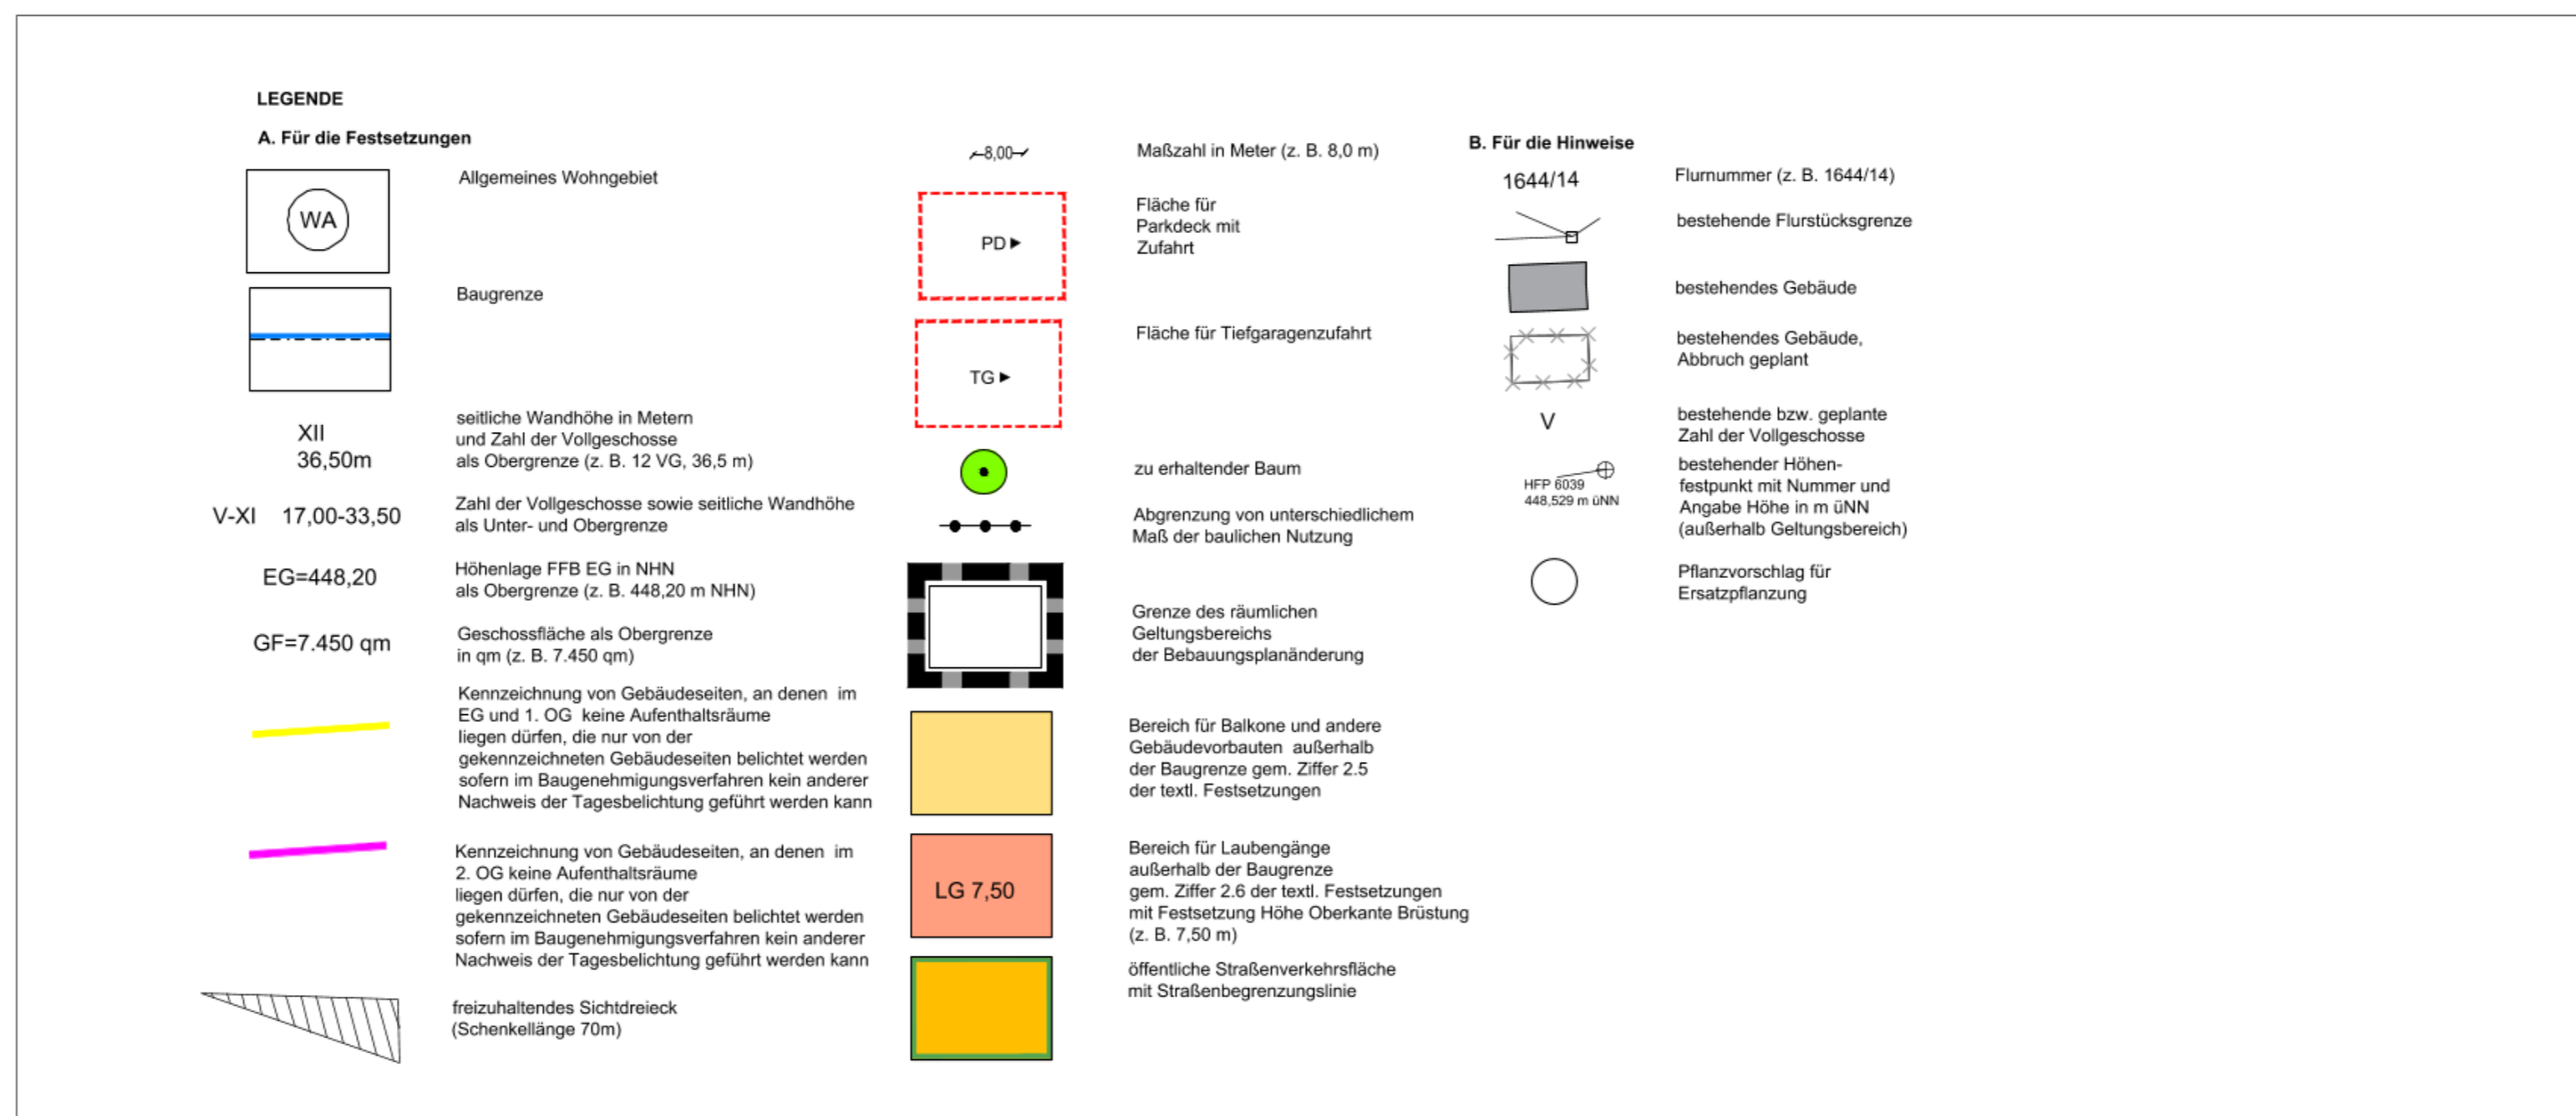 LEGENDE
A. Für die Festsetzungen
WA
Allgemeines Wohngebiet
Baugrenze
XII
36,50m
seitliche Wandhöhe in Metern
und Zahl der Vollgeschosse
als Obergrenze (z. B. 12 VG, 36,5 m)
V-XI 17,00-33,50
Zahl der Vollgeschosse sowie seitliche Wandhöhe
als Unter- und Obergrenze
EG=448,20
Höhenlage FFB EG in NHN
als Obergrenze (z. B. 448,20 m NHN)
GF=7.450 qm
Geschossfläche als Obergrenze
in qm (z. B. 7.450 qm)
Kennzeichnung von Gebäudeseiten, an denen im
EG und 1. OG keine Aufenthaltsräume
liegen dürfen, die nur von der
gekennzeichneten Gebäudeseiten belichtet werden
sofern im Baugenehmigungsverfahren kein anderer
Nachweis der Tagesbelichtung geführt werden kann
Kennzeichnung von Gebäudeseiten, an denen im
2. OG keine Aufenthaltsräume
liegen dürfen, die nur von der
gekennzeichneten Gebäudeseiten belichtet werden
sofern im Baugenehmigungsverfahren kein anderer
Nachweis der Tagesbelichtung geführt werden kann
freizuhaltendes Sichtdreieck
(Schenkellänge 70m)
8,00
Maßzahl in Meter (z. B. 8,0 m)
PD
Fläche für
Parkdeck mit
Zufahrt
TG
Fläche für Tiefgaragenzufahrt
zu erhaltender Baum
Abgrenzung von unterschiedlichem
Maß der baulichen Nutzung
Grenze des räumlichen
Geltungsbereichs
der Bebauungsplanänderung
Bereich für Balkone und andere
Gebäudevorbauten außerhalb
der Baugrenze gem. Ziffer 2.5
der textl. Festsetzungen
LG 7,50
Bereich für Laubengänge
außerhalb der Baugrenze
gem. Ziffer 2.6 der textl. Festsetzungen
mit Festsetzung Höhe Oberkante Brüstung
(z. B. 7,50 m)
öffentliche Straßenverkehrsfläche
mit Straßenbegrenzungslinie
B. Für die Hinweise
1644/14
Flurnummer (z. B. 1644/14)
bestehende Flurstücksgrenze
bestehendes Gebäude
bestehendes Gebäude,
Abbruch geplant
V
bestehende bzw. geplante
Zahl der Vollgeschosse
HFP 6039
448,529 m üNN
bestehender Höhen-
festpunkt mit Nummer und
Angabe Höhe in m üNN
(außerhalb Geltungsbereich)
Pflanzvorschlag für
Ersatzpflanzung